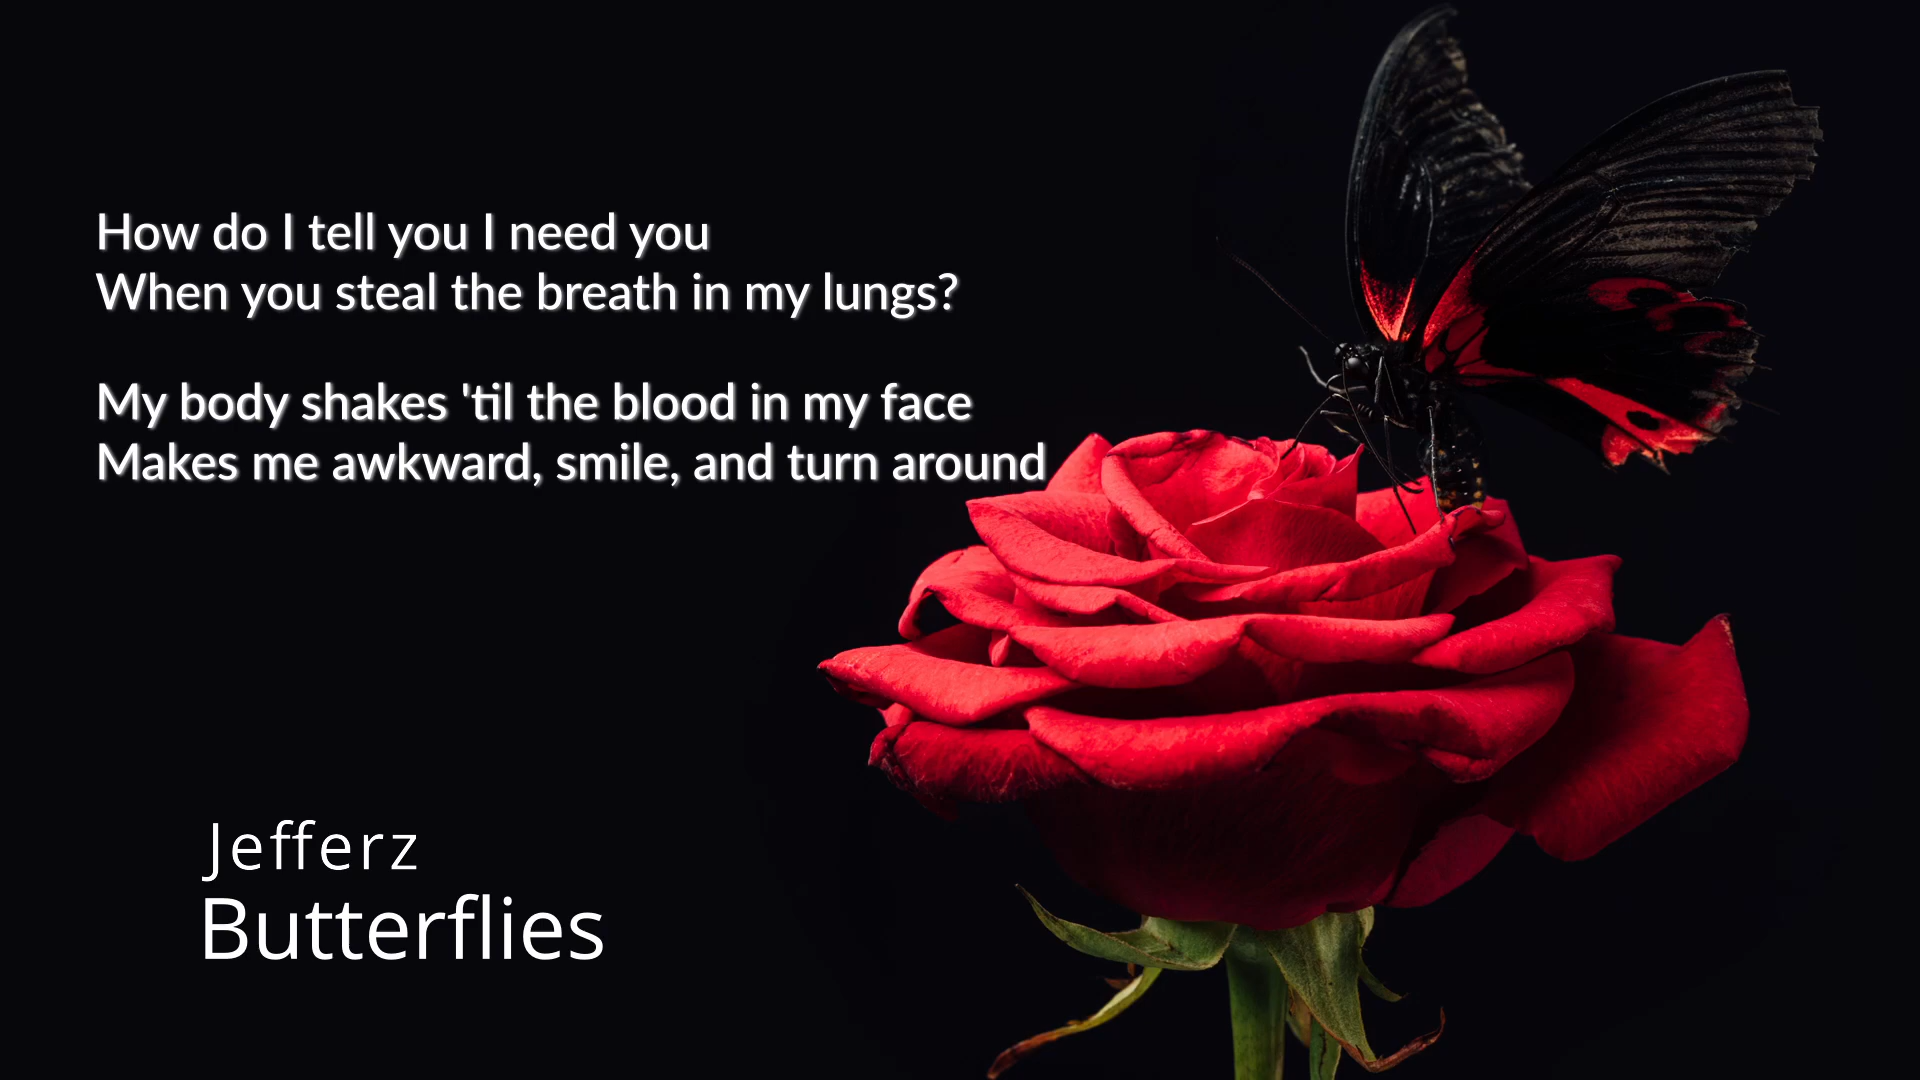 How do I tell you I need you
When you steal the breath in my lungs?
My body shakes 'til the blood in my face
Makes me awkward, smile, and turn around
Jefferz
Butterflies